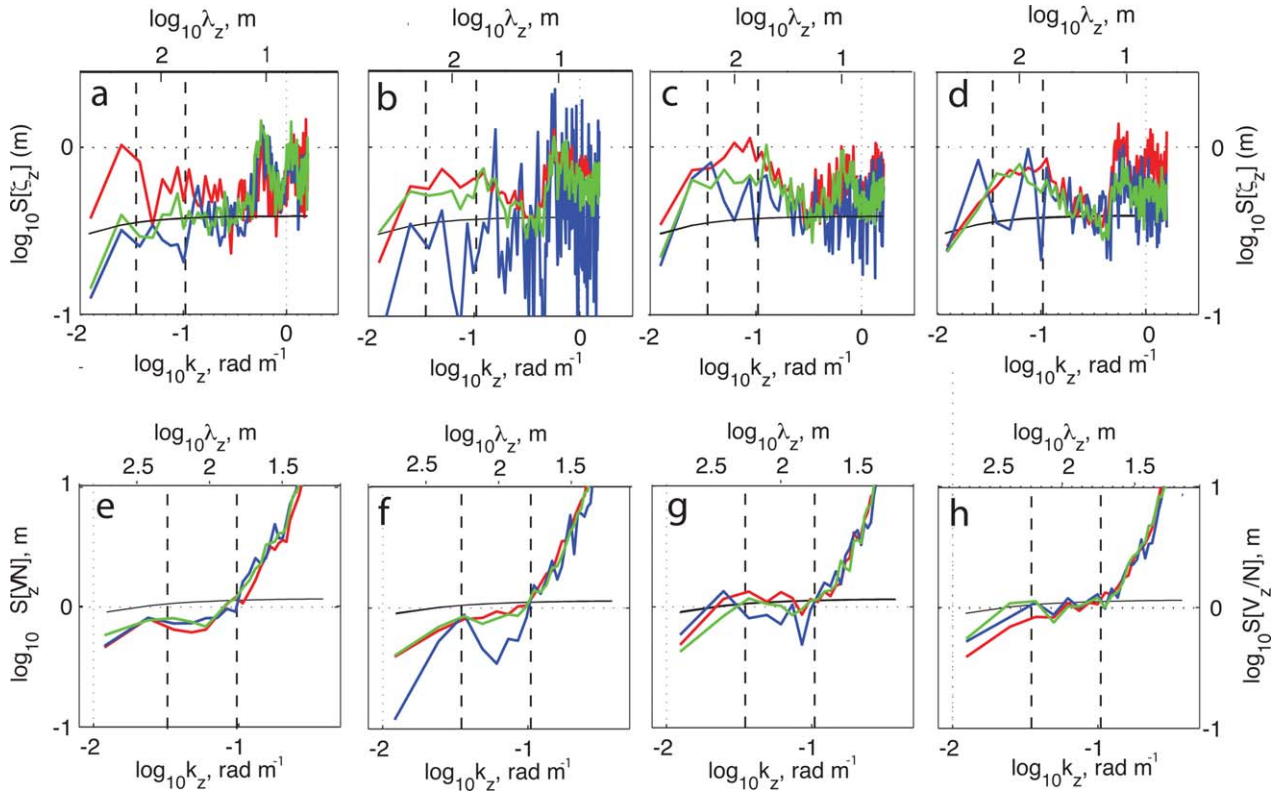 log10λz, m log10λz, m log10λz, m log10λz, m
2 1 2 1 2 1 2 1
a b c d
log10S[ζz] (m)
0 0
-1 -1
-2 -1 0 -2 -1 0 -2 -1 0 -2 -1 0
log10S[ζz] (m)
log10kz, rad m-1 log10kz, rad m-1 log10kz, rad m-1 log10kz, rad m-1
log10λz, m log10λz, m log10λz, m log10λz, m
2.5 2 1.5 2.5 2 1.5 2.5 2 1.5 2.5 2 1.5
1 1
e f g h
0 0
-1 -1
-2 -1 -2 -1 -2 -1 -2 -1
log10S[Vz/N], m
log10kz, rad m-1 log10kz, rad m-1 log10kz, rad m-1 log10kz, rad m-1